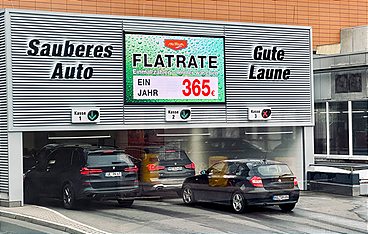 Sauberes
Auto
FLATRATE
EIN
JAHR
365€
Gute
Laune
Kasse
1
Kasse
2
Kasse
3